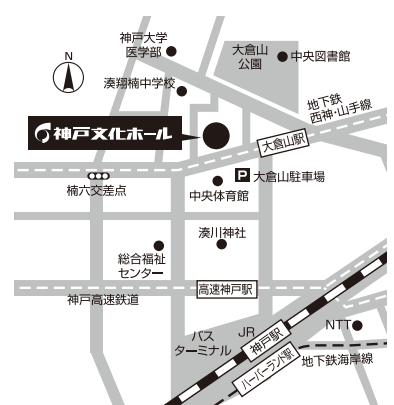 神戸大学
医学部
大倉山
公園
中央図書館
N
湊翔楠中学校
地下鉄
西神・山手線
神戸文化ホール
大倉山駅
P 大倉山駐車場
楠六交差点
中央体育館
湊川神社
総合福祉
センター
高速神戸駅
神戸高速鉄道
バス
ターミナル
JR
神戸駅
NTT
ハーバーランド駅
地下鉄海岸線